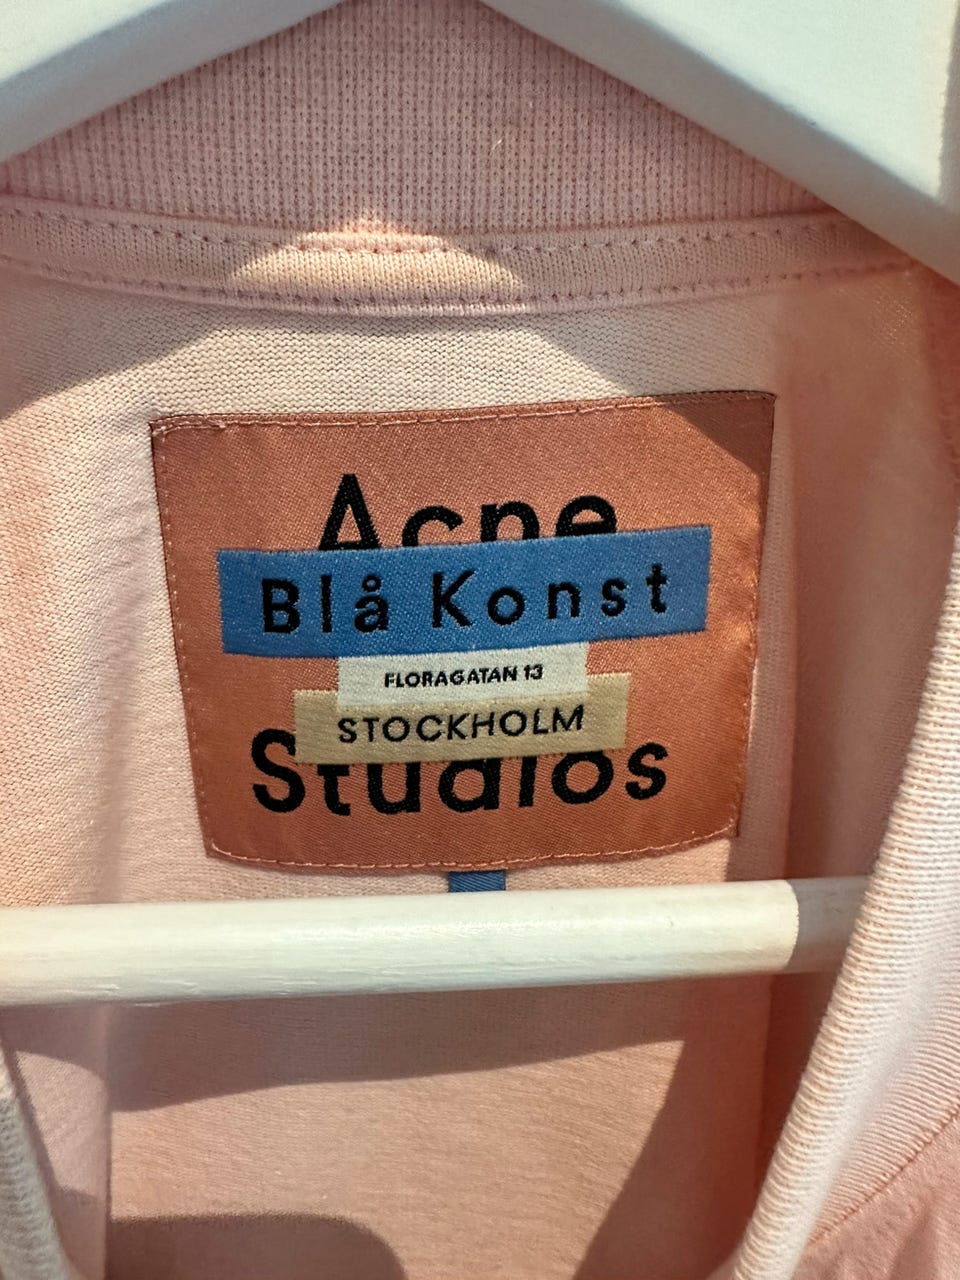 Acne
Blå Konst
FLORAGATAN 13
STOCKHOLM
Studios